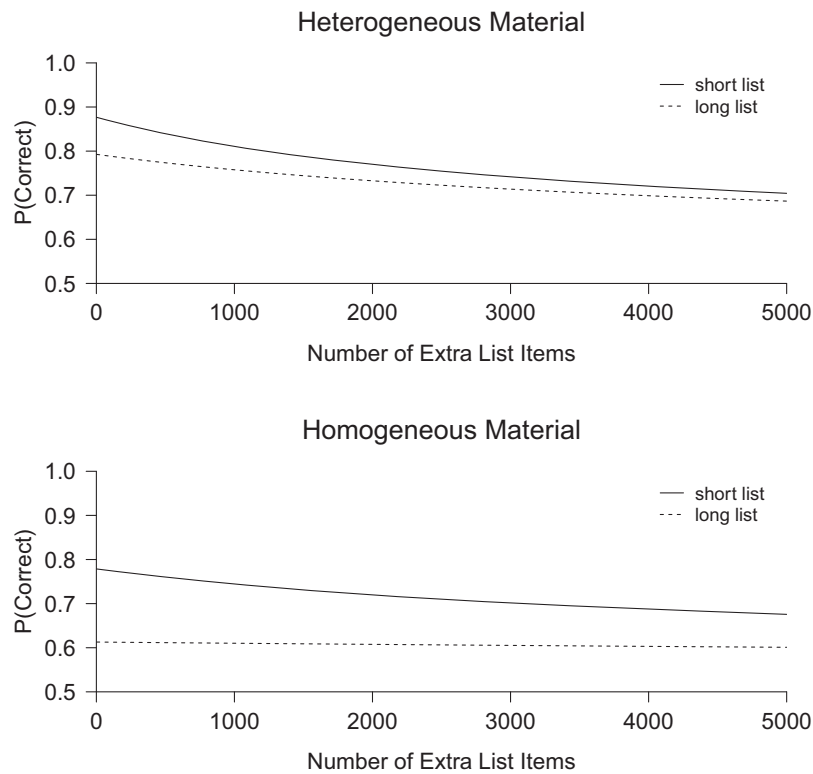 Heterogeneous Material
1.0
0.9
0.8
0.7
0.6
0.5
P(Correct)
short list
long list
0 1000 2000 3000 4000 5000
Number of Extra List Items
Homogeneous Material
1.0
0.9
0.8
0.7
0.6
0.5
P(Correct)
short list
long list
0 1000 2000 3000 4000 5000
Number of Extra List Items